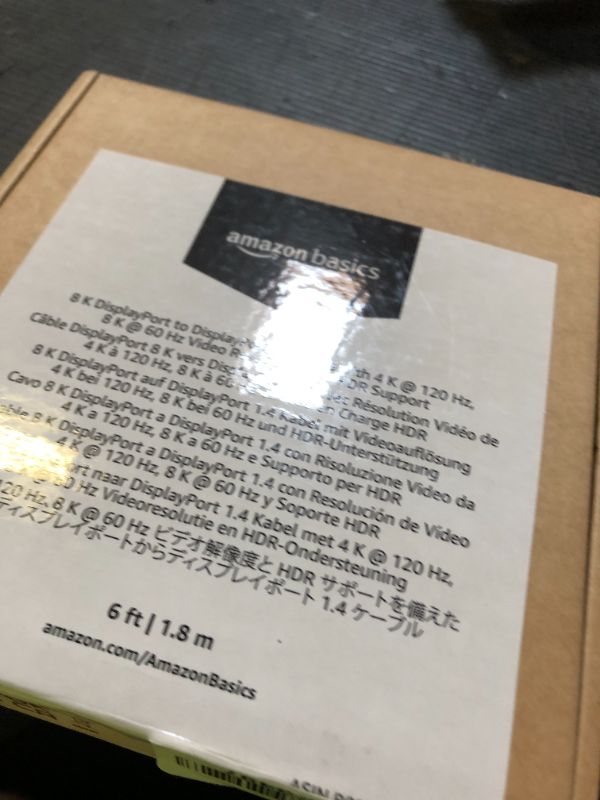 amazon basics
8 K DisplayPort to Display 4 K @ 120 Hz,
8 K @ 60 Hz Video HDR Support
Câble DisplayPort 8 K vers Résolution Vidéo de
4 K à 120 Hz, 8 K à 60 en Charge HDR
8 K DisplayPort auf DisplayPort 1.4 Kabel mit Videoauflösung
4 K bei 120 Hz, 8 K bei 60 Hz und HDR-Unterstützung
Cavo 8 K DisplayPort a DisplayPort 1.4 con Risoluzione Video da
4 K a 120 Hz, 8 K a 60 Hz e Supporto per HDR
8 K DisplayPort a DisplayPort 1.4 con Resolución de Vídeo
4 K @ 120 Hz, 8 K @ 60 Hz y Soporte HDR
naar DisplayPort 1.4 Kabel met 4 K @ 120 Hz,
Hz Videoresolutie en HDR-Ondersteuning
120 Hz, 8 K @ 60 Hz ビデオ解像度と HDR サポートを備えた
ディスプレイポートからディスプレイポート 1.4 ケーブル
6 ft | 1.8 m
amazon.com/AmazonBasics
ASIN